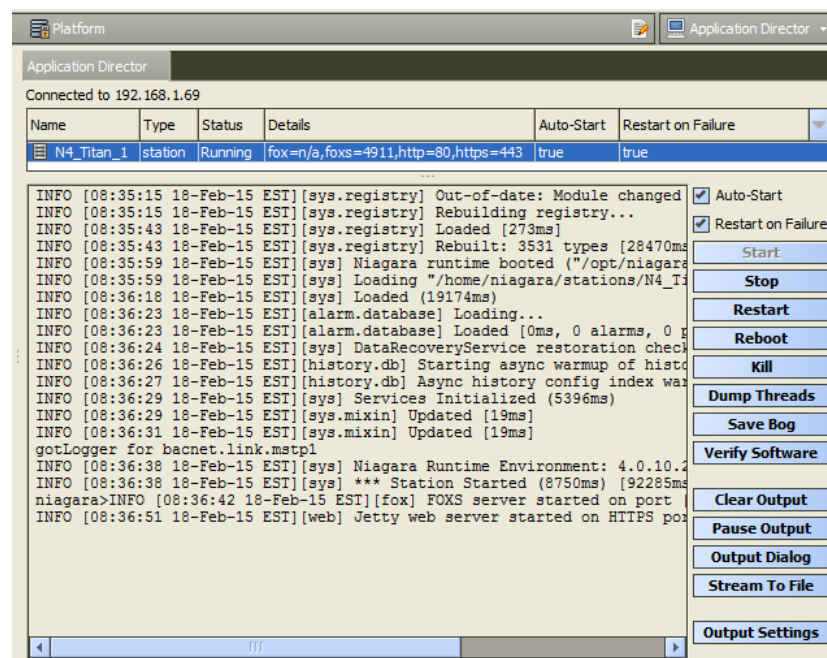 Platform
Application Director
Application Director
Connected to 192.168.1.69
Name Type Status Details Auto-Start Restart on Failure
N4_Titan_1 station Running fox=n/a,foxs=4911,http=80,https=443 true true
INFO [08:35:15 18-Feb-15 EST][sys.registry] Out-of-date: Module changed
INFO [08:35:15 18-Feb-15 EST][sys.registry] Rebuilding registry...
INFO [08:35:43 18-Feb-15 EST][sys.registry] Loaded [273ms]
INFO [08:35:43 18-Feb-15 EST][sys.registry] Rebuilt: 3531 types [28470ms
INFO [08:35:59 18-Feb-15 EST][sys] Niagara runtime booted ("/opt/niagara
INFO [08:35:59 18-Feb-15 EST][sys] Loading "/home/niagara/stations/N4_Ti
INFO [08:36:18 18-Feb-15 EST][sys] Loaded (19174ms)
INFO [08:36:23 18-Feb-15 EST][alarm.database] Loading...
INFO [08:36:23 18-Feb-15 EST][alarm.database] Loaded [0ms, 0 alarms, 0 p
INFO [08:36:24 18-Feb-15 EST][sys] DataRecoveryService restoration check
INFO [08:36:26 18-Feb-15 EST][history.db] Starting async warmup of histo
INFO [08:36:27 18-Feb-15 EST][history.db] Async history config index war
INFO [08:36:29 18-Feb-15 EST][sys] Services Initialized (5396ms)
INFO [08:36:29 18-Feb-15 EST][sys.mixin] Updated [19ms]
INFO [08:36:31 18-Feb-15 EST][sys.mixin] Updated [19ms]
gotLogger for bacnet.link.mstp1
INFO [08:36:38 18-Feb-15 EST][sys] Niagara Runtime Environment: 4.0.10.2
INFO [08:36:38 18-Feb-15 EST][sys] *** Station Started (8750ms) [92285ms
niagara>INFO [08:36:42 18-Feb-15 EST][fox] FOXS server started on port [
INFO [08:36:51 18-Feb-15 EST][web] Jetty web server started on HTTPS por
Auto-Start
Restart on Failure
Start
Stop
Restart
Reboot
Kill
Dump Threads
Save Bog
Verify Software
Clear Output
Pause Output
Output Dialog
Stream To File
Output Settings